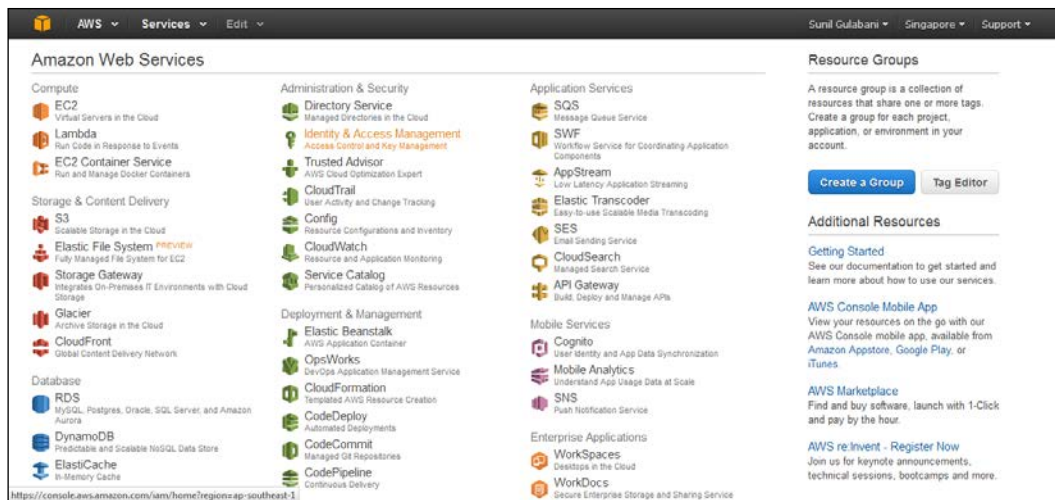 AWS Services Edit Sunil Gulabani Singapore Support
Amazon Web Services
Compute
EC2
Virtual Servers in the Cloud
Lambda
Run Code in Response to Events
EC2 Container Service
Run and Manage Docker Containers
Storage & Content Delivery
S3
Scalable Storage in the Cloud
Elastic File System PREVIEW
Fully Managed File System for EC2
Storage Gateway
Integrates On-Premises IT Environments with Cloud
Storage
Glacier
Archive Storage in the Cloud
CloudFront
Global Content Delivery Network
Database
RDS
MySQL, Postgres, Oracle, SQL Server, and Amazon
Aurora
DynamoDB
Predictable and Scalable NoSQL Data Store
ElastiCache
In-Memory Cache
https://console.aws.amazon.com/iam/home?region=ap-southeast-1
Administration & Security
Directory Service
Managed Directories in the Cloud
Identity & Access Management
Access Control and Key Management
Trusted Advisor
AWS Cloud Optimization Expert
CloudTrail
User Activity and Change Tracking
Config
Resource Configurations and Inventory
CloudWatch
Resource and Application Monitoring
Service Catalog
Personalized Catalog of AWS Resources
Deployment & Management
Elastic Beanstalk
AWS Application Container
OpsWorks
DevOps Application Management Service
CloudFormation
Templated AWS Resource Creation
CodeDeploy
Automated Deployments
CodeCommit
Managed Git Repositories
CodePipeline
Continuous Delivery
Application Services
SQS
Message Queue Service
SWF
Workflow Service for Coordinating Application
Components
AppStream
Low Latency Application Streaming
Elastic Transcoder
Easy-to-use Scalable Media Transcoding
SES
Email Sending Service
CloudSearch
Managed Search Service
API Gateway
Build, Deploy and Manage APIs
Mobile Services
Cognito
User Identity and App Data Synchronization
Mobile Analytics
Understand App Usage Data at Scale
SNS
Push Notification Service
Enterprise Applications
WorkSpaces
Desktops in the Cloud
WorkDocs
Secure Enterprise Storage and Sharing Service
Resource Groups
A resource group is a collection of
resources that share one or more tags.
Create a group for each project,
application, or environment in your
account.
Create a Group Tag Editor
Additional Resources
Getting Started
See our documentation to get started and
learn more about how to use our services.
AWS Console Mobile App
View your resources on the go with our
AWS Console mobile app, available from
Amazon Appstore, Google Play, or
iTunes
AWS Marketplace
Find and buy software, launch with 1-Click
and pay by the hour.
AWS re:Invent - Register Now
Join us for keynote announcements,
technical sessions, bootcamps and more.